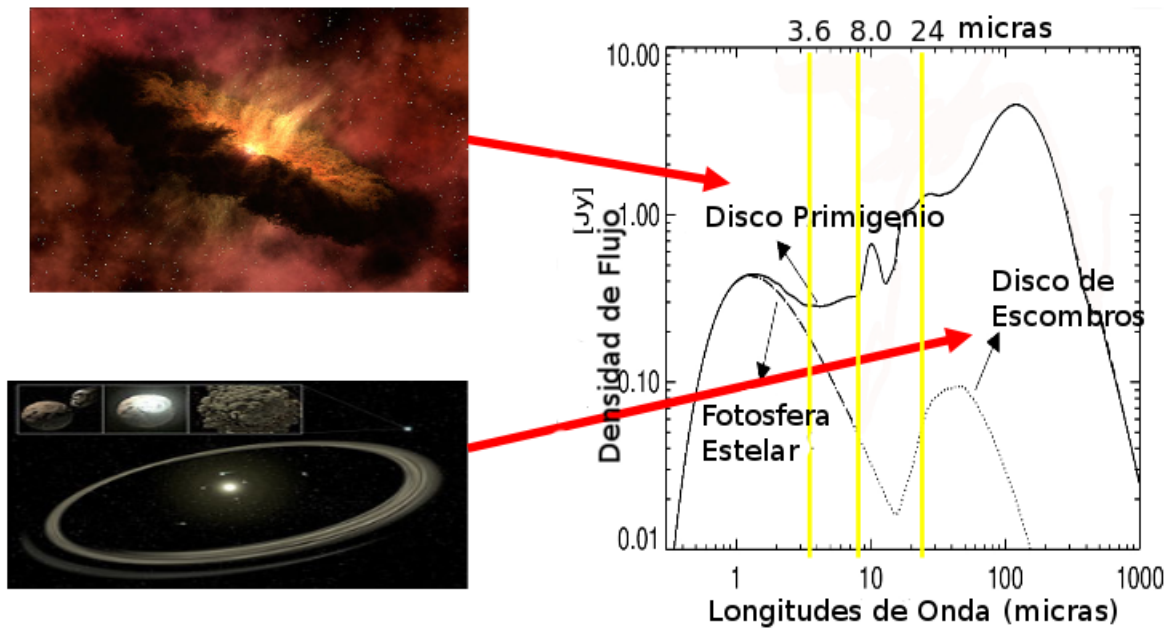 3.6 8.0 24 micras
10.00
1.00
0.10
0.01
Densidad de Flujo
[Jy]
Disco Primigenio
Disco de
Escombros
Fotosfera
Estelar
1 10 100 1000
Longitudes de Onda (micras)